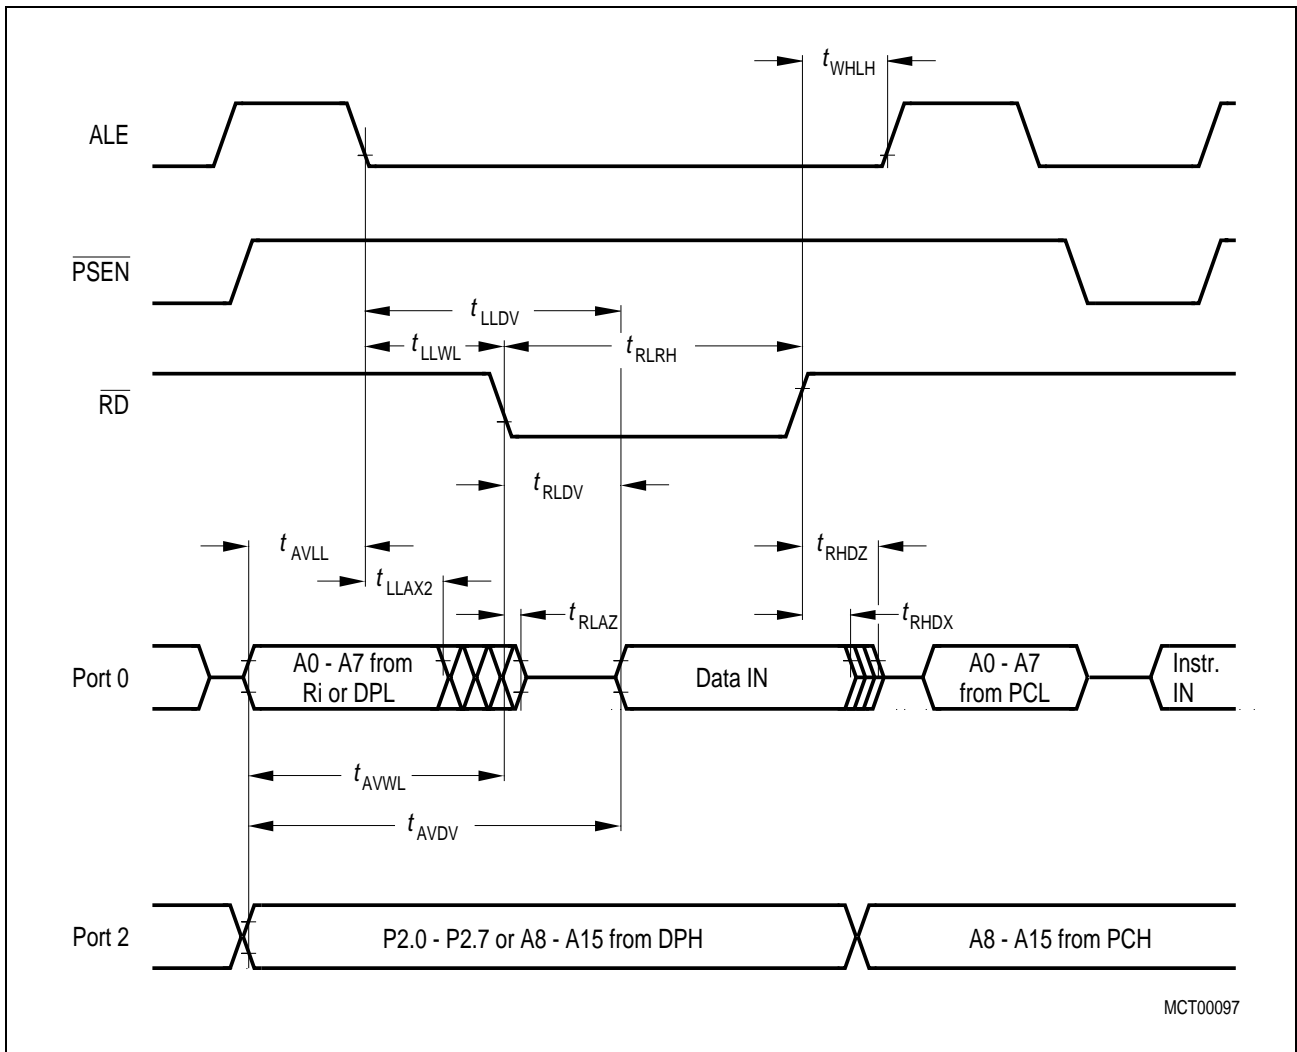 tWHLH
ALE
PSEN
tLLDV
tLLWL
tRLRH
RD
tRLDV
tAVLL
tRHDZ
tLLAX2
tRLAZ
tRHDX
Port 0
A0 - A7 from
Ri or DPL
Data IN
A0 - A7
from PCL
Instr.
IN
tAVWL
tAVDV
Port 2
P2.0 - P2.7 or A8 - A15 from DPH
A8 - A15 from PCH
MCT00097